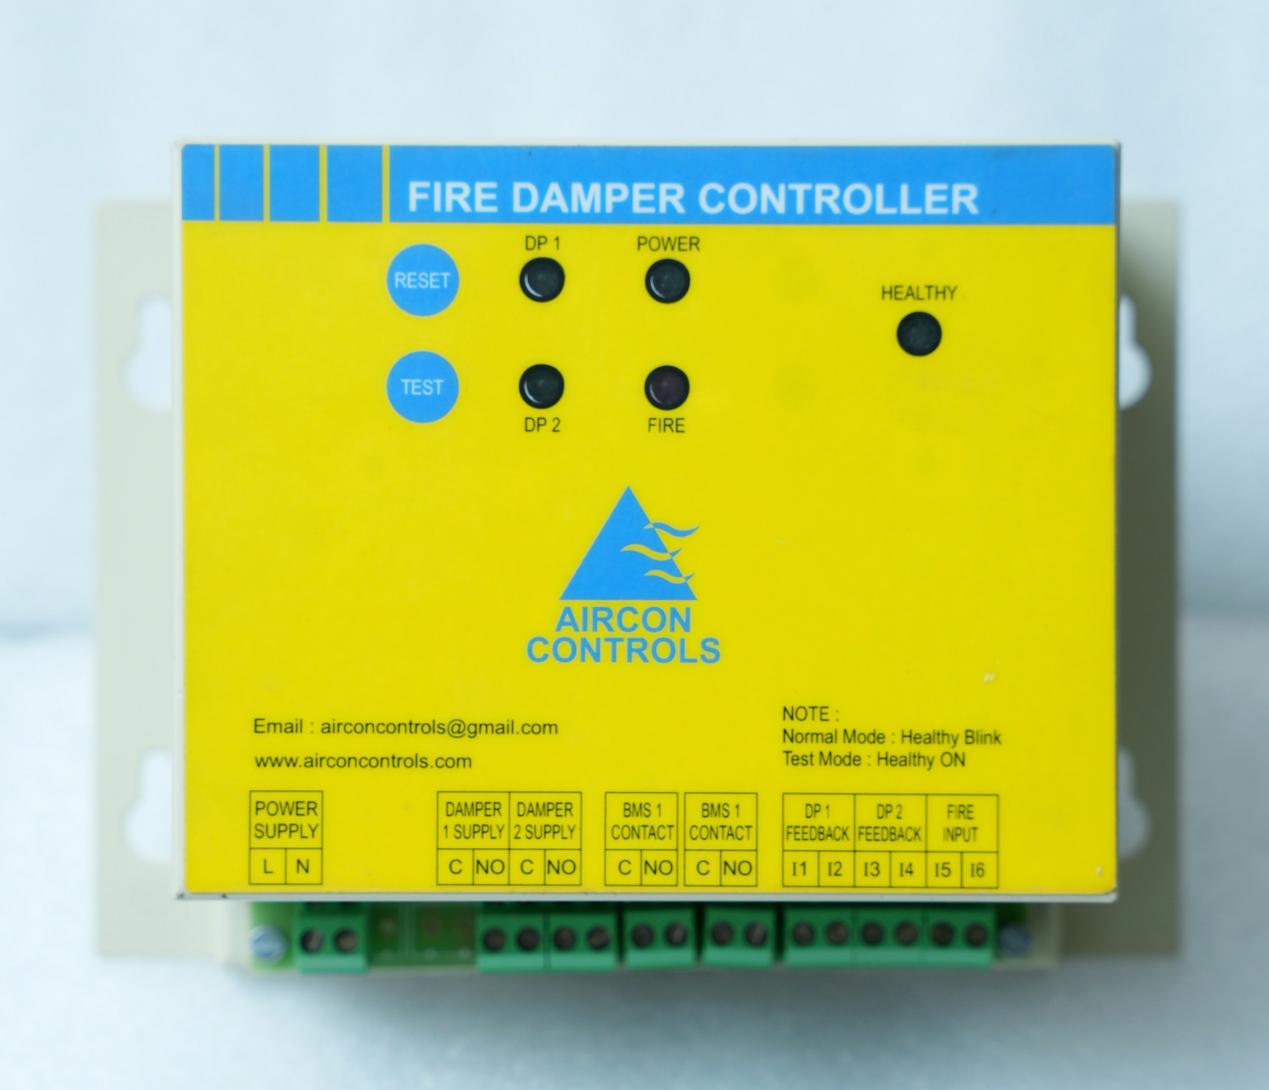 FIRE DAMPER CONTROLLER
RESET
DP 1
POWER
HEALTHY
TEST
DP 2
FIRE
AIRCON
CONTROLS
Email : airconcontrols@gmail.com
www.airconcontrols.com
NOTE :
Normal Mode : Healthy Blink
Test Mode : Healthy ON
POWER
SUPPLY
L N
DAMPER
1 SUPPLY
C NO
DAMPER
2 SUPPLY
C NO
BMS 1
CONTACT
C NO
BMS 1
CONTACT
C NO
DP 1
FEEDBACK
I1 I2
DP 2
FEEDBACK
I3 I4
FIRE
INPUT
I5 I6